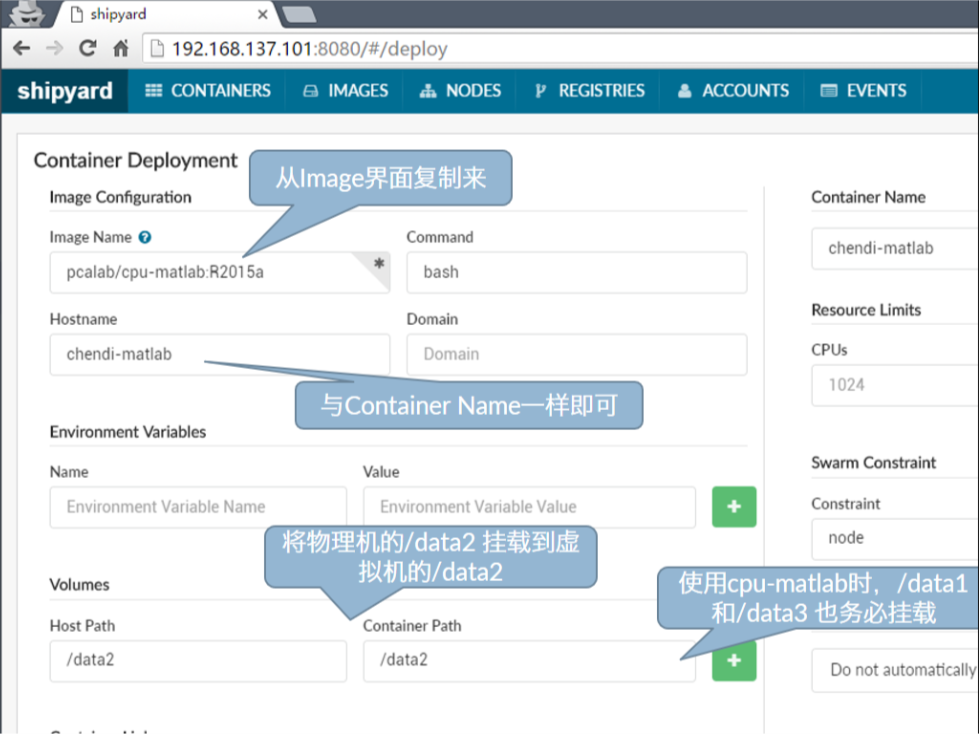 shipyard
192.168.137.101:8080/#/deploy
shipyard CONTAINERS IMAGES NODES REGISTRIES ACCOUNTS EVENTS
Container Deployment
从Image界面复制来
Image Configuration
Container Name
Image Name
Command
pcalab/cpu-matlab:R2015a
*
bash
chendi-matlab
Hostname
Domain
Resource Limits
chendi-matlab
Domain
CPUs
1024
与Container Name一样即可
Environment Variables
Swarm Constraint
Name
Value
Constraint
Environment Variable Name
Environment Variable Value
+
node
将物理机的/data2 挂载到虚
拟机的/data2
使用cpu-matlab时，/data1
和/data3 也务必挂载
Volumes
Host Path
Container Path
/data2
/data2
+
Do not automatically